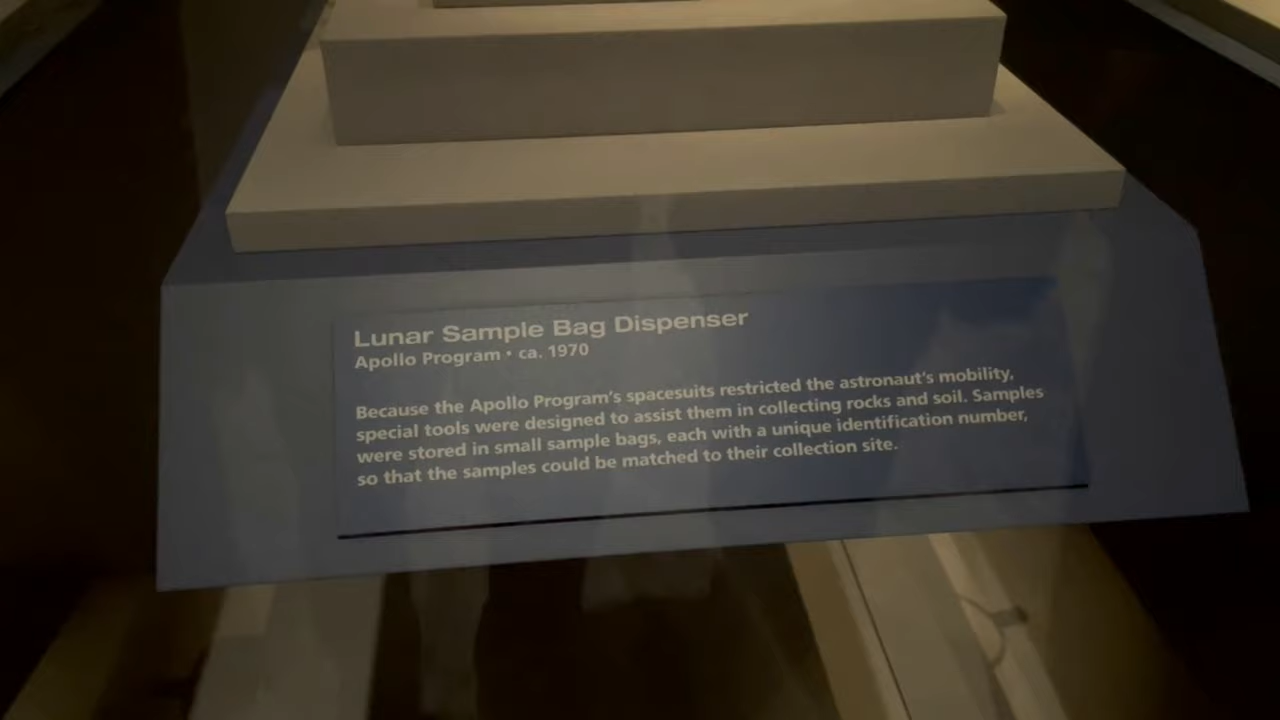 Lunar Sample Bag Dispenser
Apollo Program • ca. 1970
Because the Apollo Program's spacesuits restricted the astronaut's mobility,
special tools were designed to assist them in collecting rocks and soil. Samples
were stored in small sample bags, each with a unique identification number,
so that the samples could be matched to their collection site.